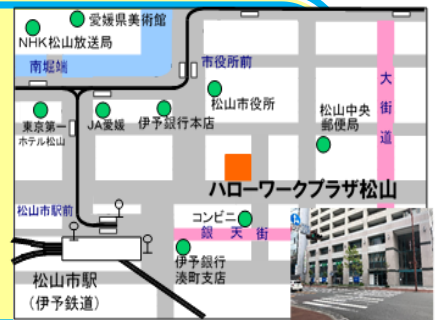 愛媛県美術館
NHK松山放送局
南堀端
市役所前
大街道
松山市役所
東京第一
ホテル松山
JA愛媛
伊予銀行本店
松山中央
郵便局
ハローワークプラザ松山
松山市駅前
コンビニ
銀天街
伊予銀行
湊町支店
松山市駅
(伊予鉄道)